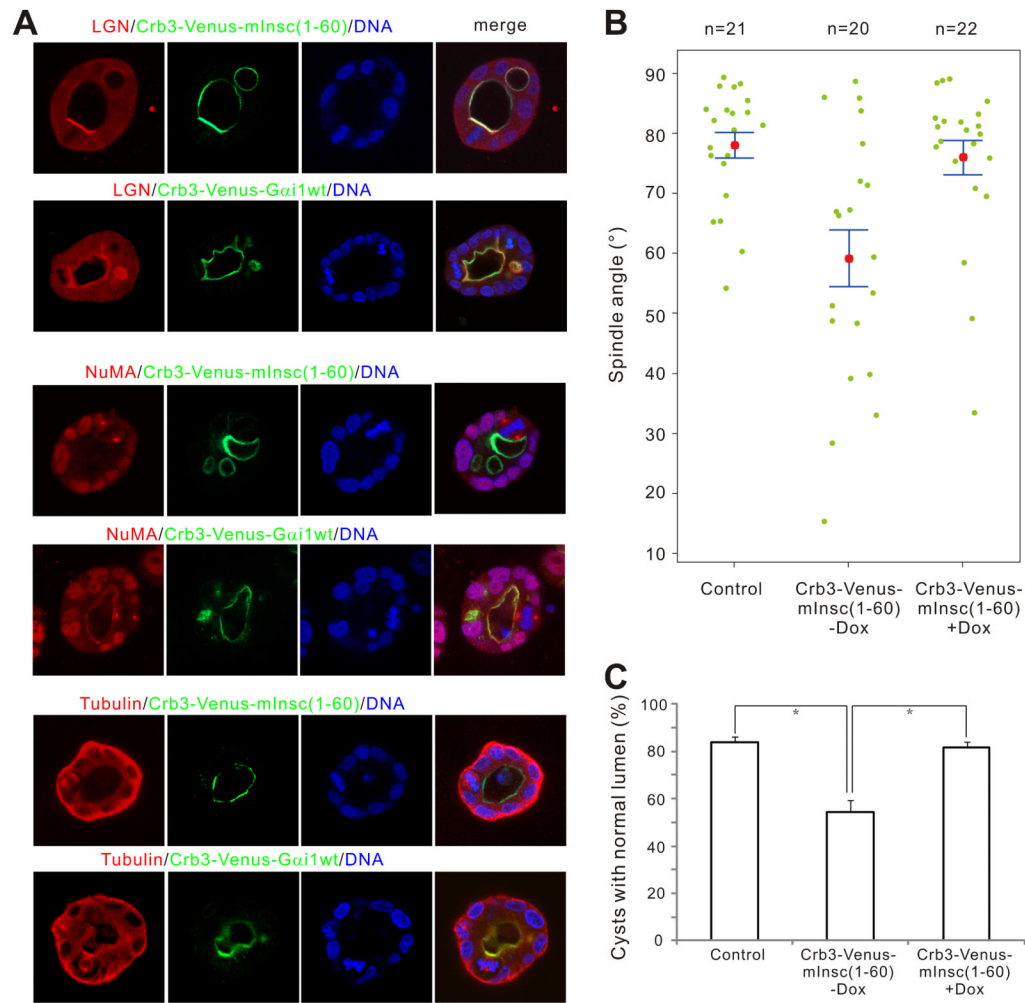 A
LGN/Crb3-Venus-mInsc(1-60)/DNA
merge
LGN/Crb3-Venus-Gαi1wt/DNA
NuMA/Crb3-Venus-mInsc(1-60)/DNA
NuMA/Crb3-Venus-Gαi1wt/DNA
Tubulin/Crb3-Venus-mInsc(1-60)/DNA
Tubulin/Crb3-Venus-Gαi1wt/DNA
B
n=21 n=20 n=22
Spindle angle (°)
90
80
70
60
50
40
30
20
10
Control
Crb3-Venus-
mInsc(1-60)
-Dox
Crb3-Venus-
mInsc(1-60)
+Dox
C
Cysts with normal lumen (%)
100
80
60
80
60
0
* *
Control
Crb3-Venus-
mInsc(1-60)
-Dox
Crb3-Venus-
mInsc(1-60)
+Dox